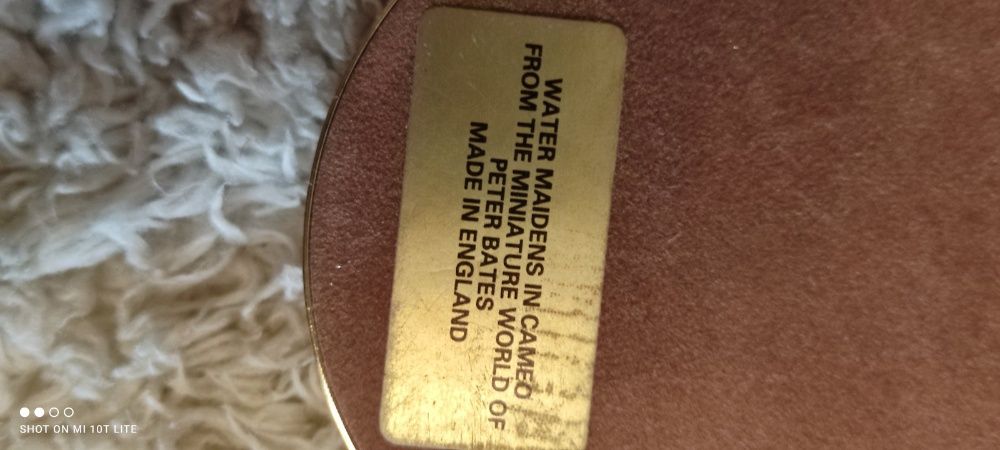 WATER MAIDENS IN CAMEO
FROM THE MINIATURE WORLD OF
PETER BATES
MADE IN ENGLAND
SHOT ON MI 10T LITE